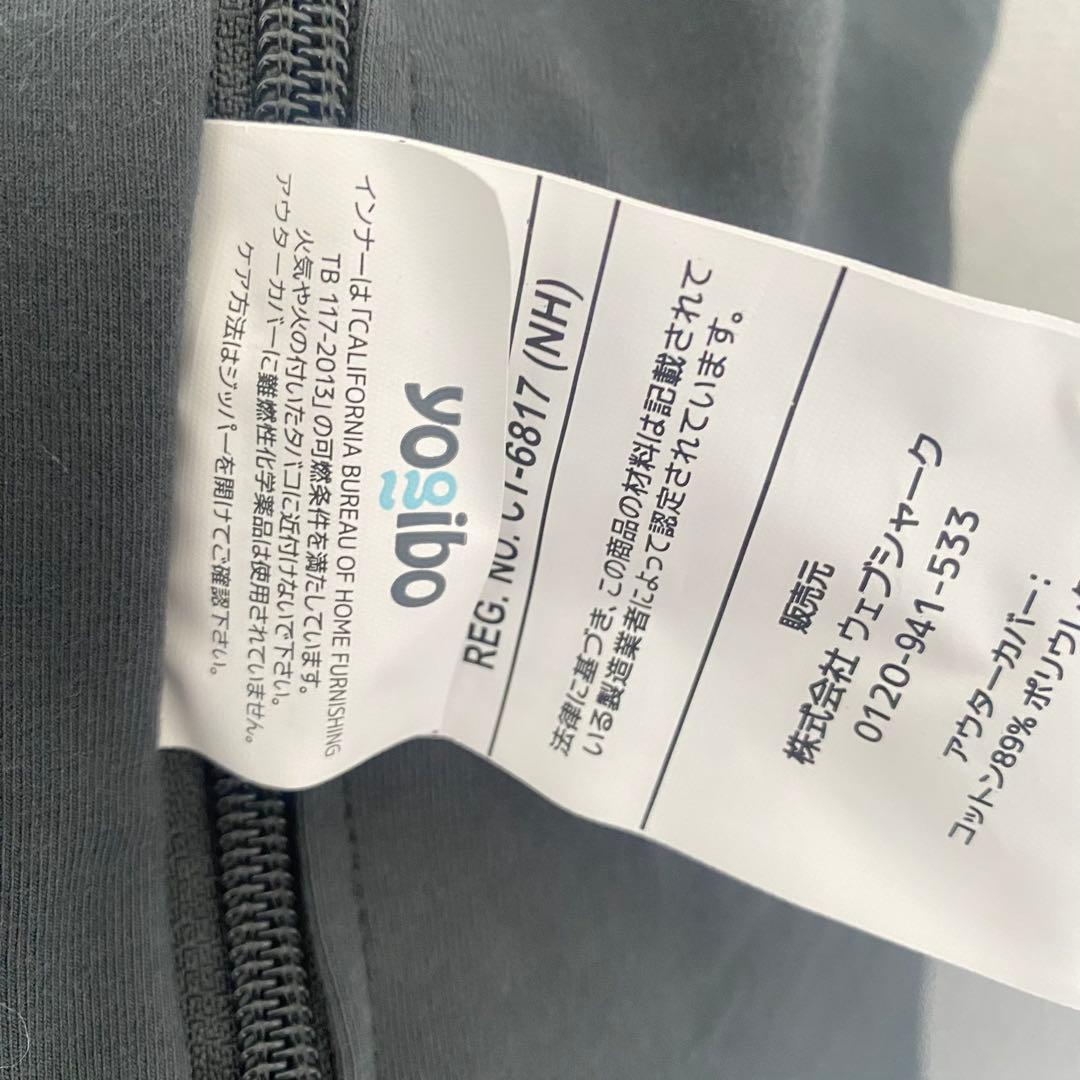 yogibo
インナーは「CALIFORNIA BUREAU OF HOME FURNISHING
TB 117-2013」の可燃条件を満たしています。
火気や火の付いたタバコに近付けないで下さい。
アウターカバーに難燃性化学薬品は使用されていません。
ケア方法はジッパーを開けてご確認下さい。
REG. NO. CT-6817 (NH)
法律に基づき、この商品の材料は記載されて
いる製造業者によって認定されています。
販売元
株式会社 ウェブシャーク
0120-941-533
アウターカバー：
コットン89% ポリウレタ